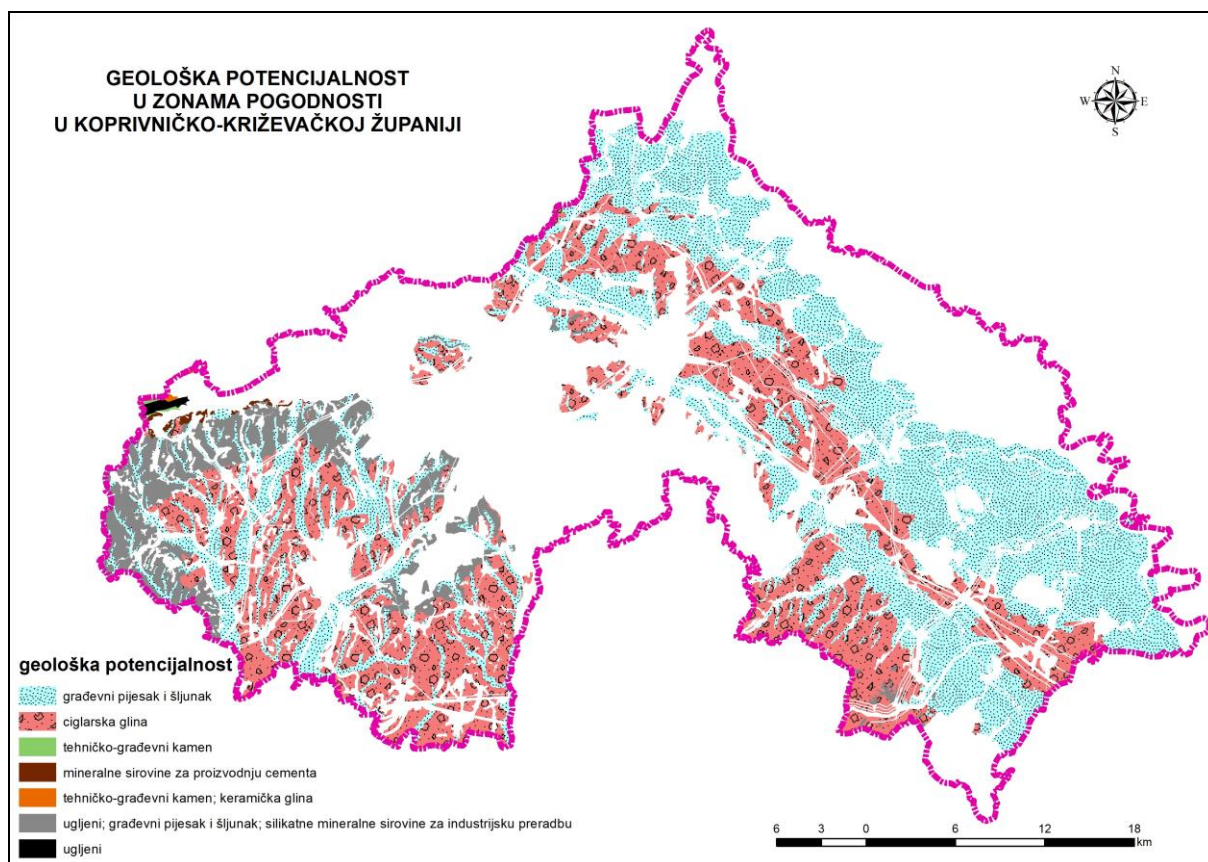 GEOLOŠKA POTENCIJALNOST
U ZONAMA POGODNOSTI
U KOPRIVNIČKO-KRIŽEVAČKOJ ŽUPANIJI
N
W E
S
geološka potencijalnost
građevni pijesak i šljunak
ciglarska glina
tehničko-građevni kamen
mineralne sirovine za proizvodnju cementa
tehničko-građevni kamen; keramička glina
ugljeni; građevni pijesak i šljunak; silikatne mineralne sirovine za industrijsku preradbu
ugljeni
6 3 0 6 12 18
km